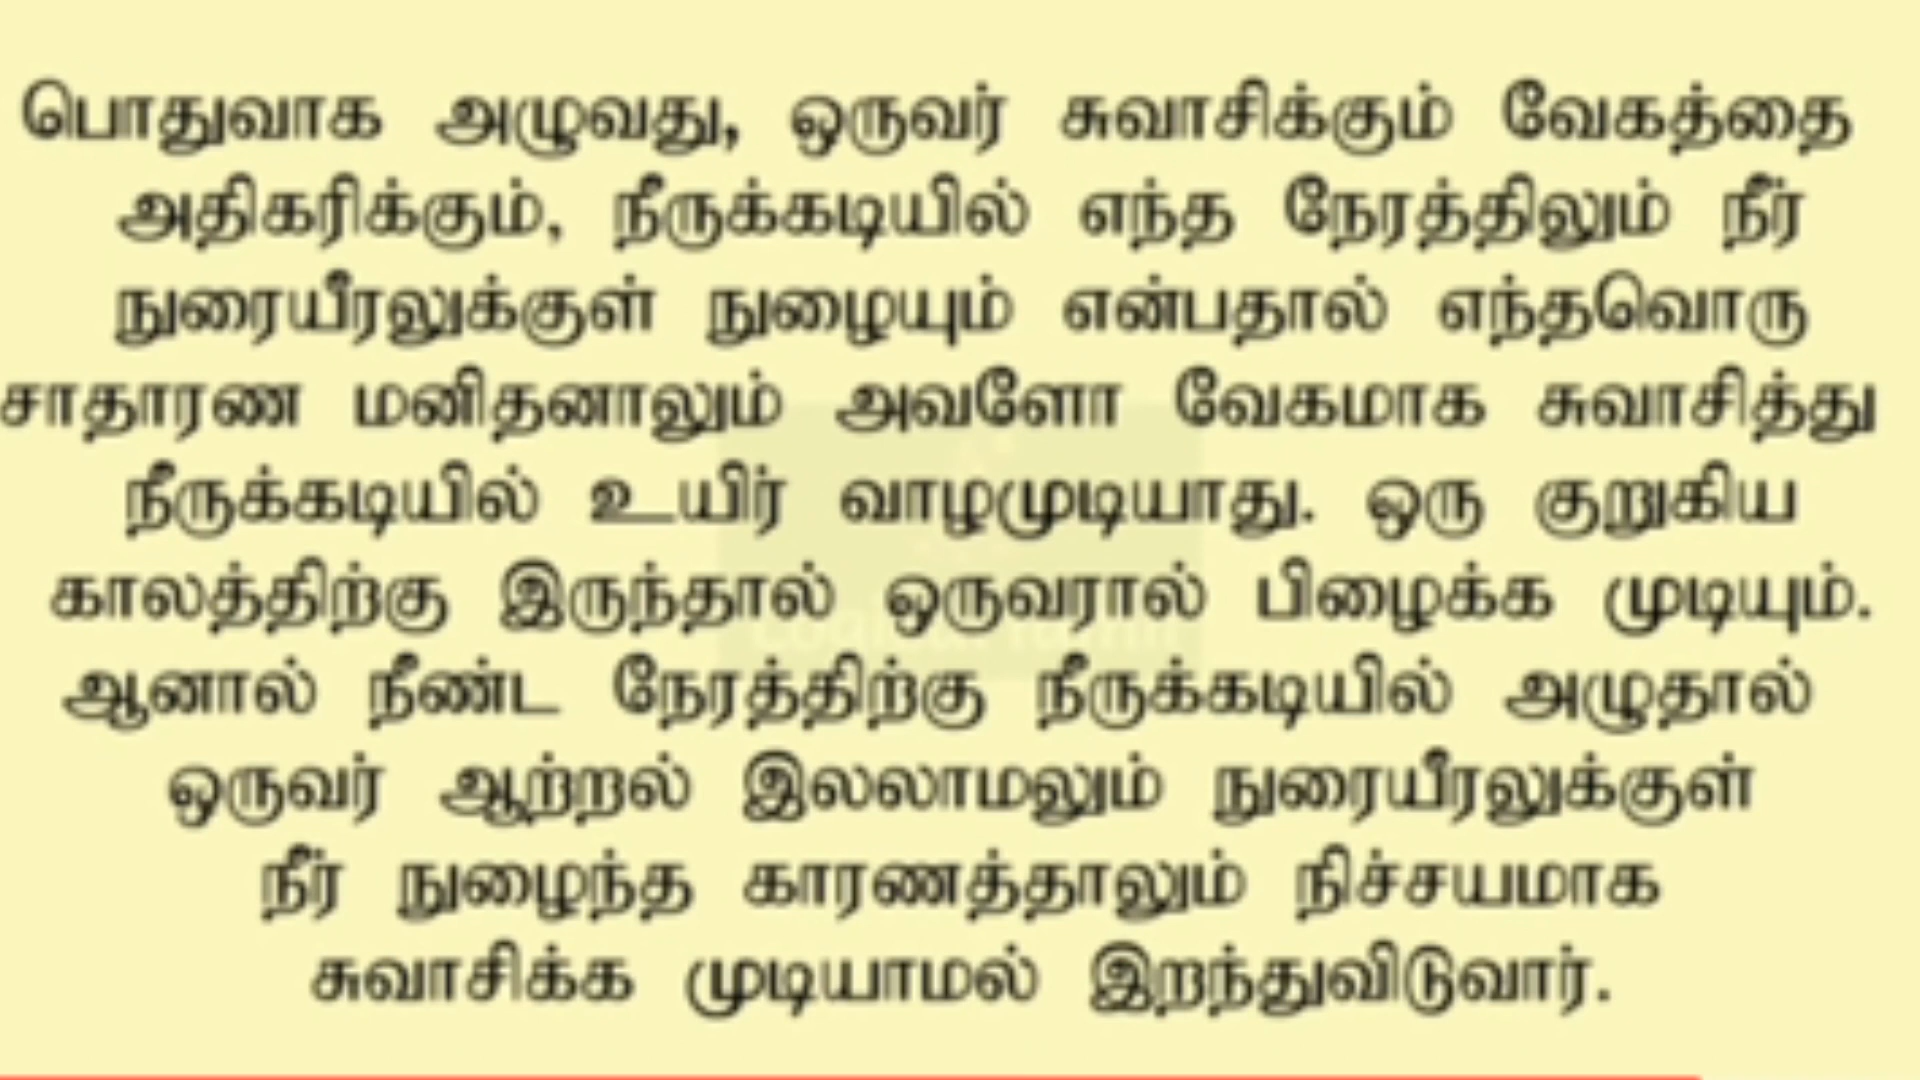 பொதுவாக அழுவது, ஒருவர் சுவாசிக்கும் வேகத்தை
அதிகரிக்கும், நீருக்கடியில் எந்த நேரத்திலும் நீர்
நுரையீரலுக்குள் நுழையும் என்பதால் எந்தவொரு
சாதாரண மனிதனாலும் அவளோ வேகமாக சுவாசித்து
நீருக்கடியில் உயிர் வாழமுடியாது. ஒரு குறுகிய
காலத்திற்கு இருந்தால் ஒருவரால் பிழைக்க முடியும்.
ஆனால் நீண்ட நேரத்திற்கு நீருக்கடியில் அழுதால்
ஒருவர் ஆற்றல் இலலாமலும் நுரையீரலுக்குள்
நீர் நுழைந்த காரணத்தாலும் நிச்சயமாக
சுவாசிக்க முடியாமல் இறந்துவிடுவார்.